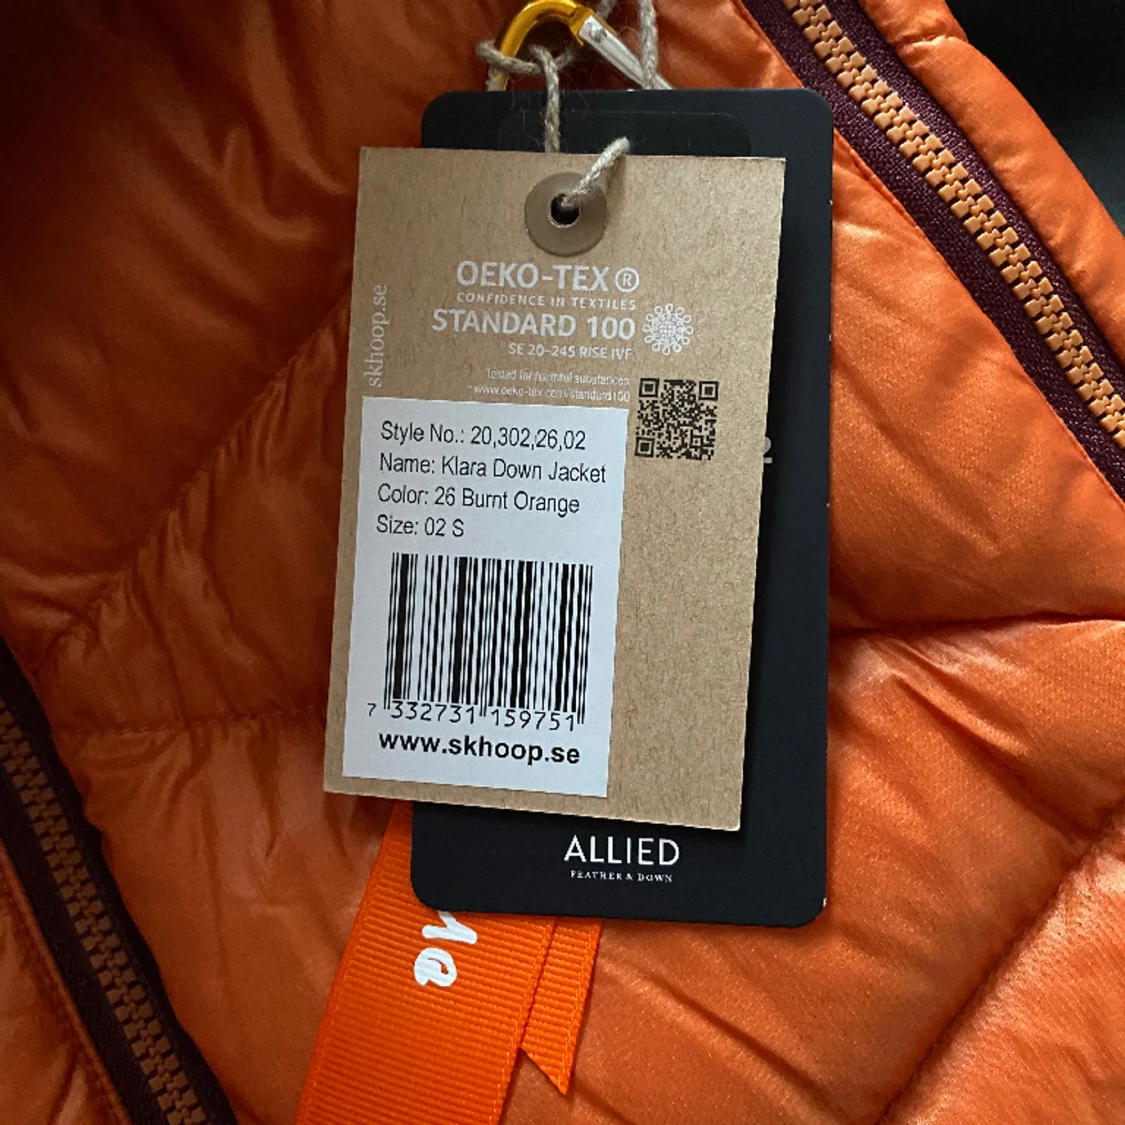 OEKO-TEX®
CONFIDENCE IN TEXTILES
STANDARD 100
SE 20-245 RISE IVF
Tested for harmful substances
www.oeko-tex.com/standard100
skhoop.se
Style No.: 20,302,26,02
Name: Klara Down Jacket
Color: 26 Burnt Orange
Size: 02 S
7 332731 159751
www.skhoop.se
ALLIED
FEATHER & DOWN